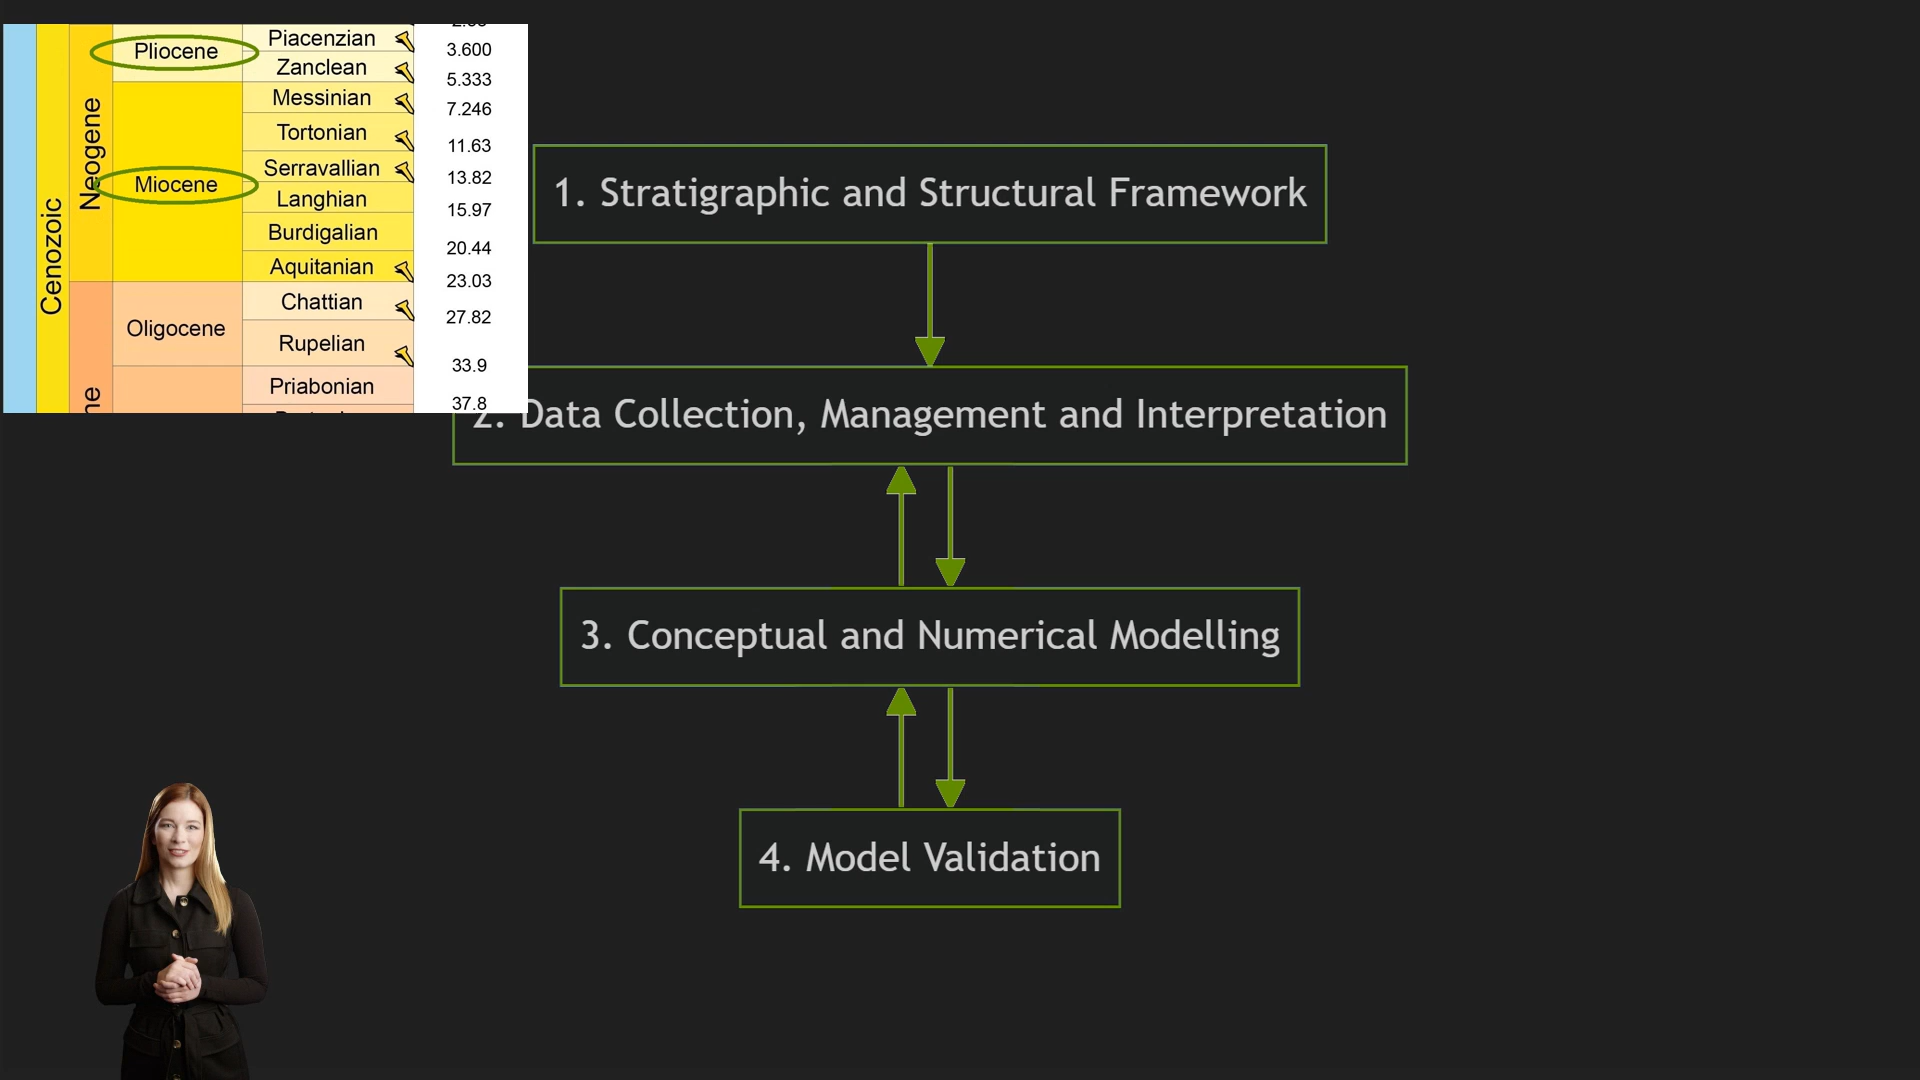 Pliocene
Piacenzian
3.600
Zanclean
5.333
Messinian
7.246
Tortonian
11.63
Serravallian
13.82
Miocene
Langhian
15.97
Burdigalian
20.44
Aquitanian
23.03
Neogene
Cenozoic
Chattian
27.82
Oligocene
Rupelian
33.9
Priabonian
37.8
1. Stratigraphic and Structural Framework
2. Data Collection, Management and Interpretation
3. Conceptual and Numerical Modelling
4. Model Validation